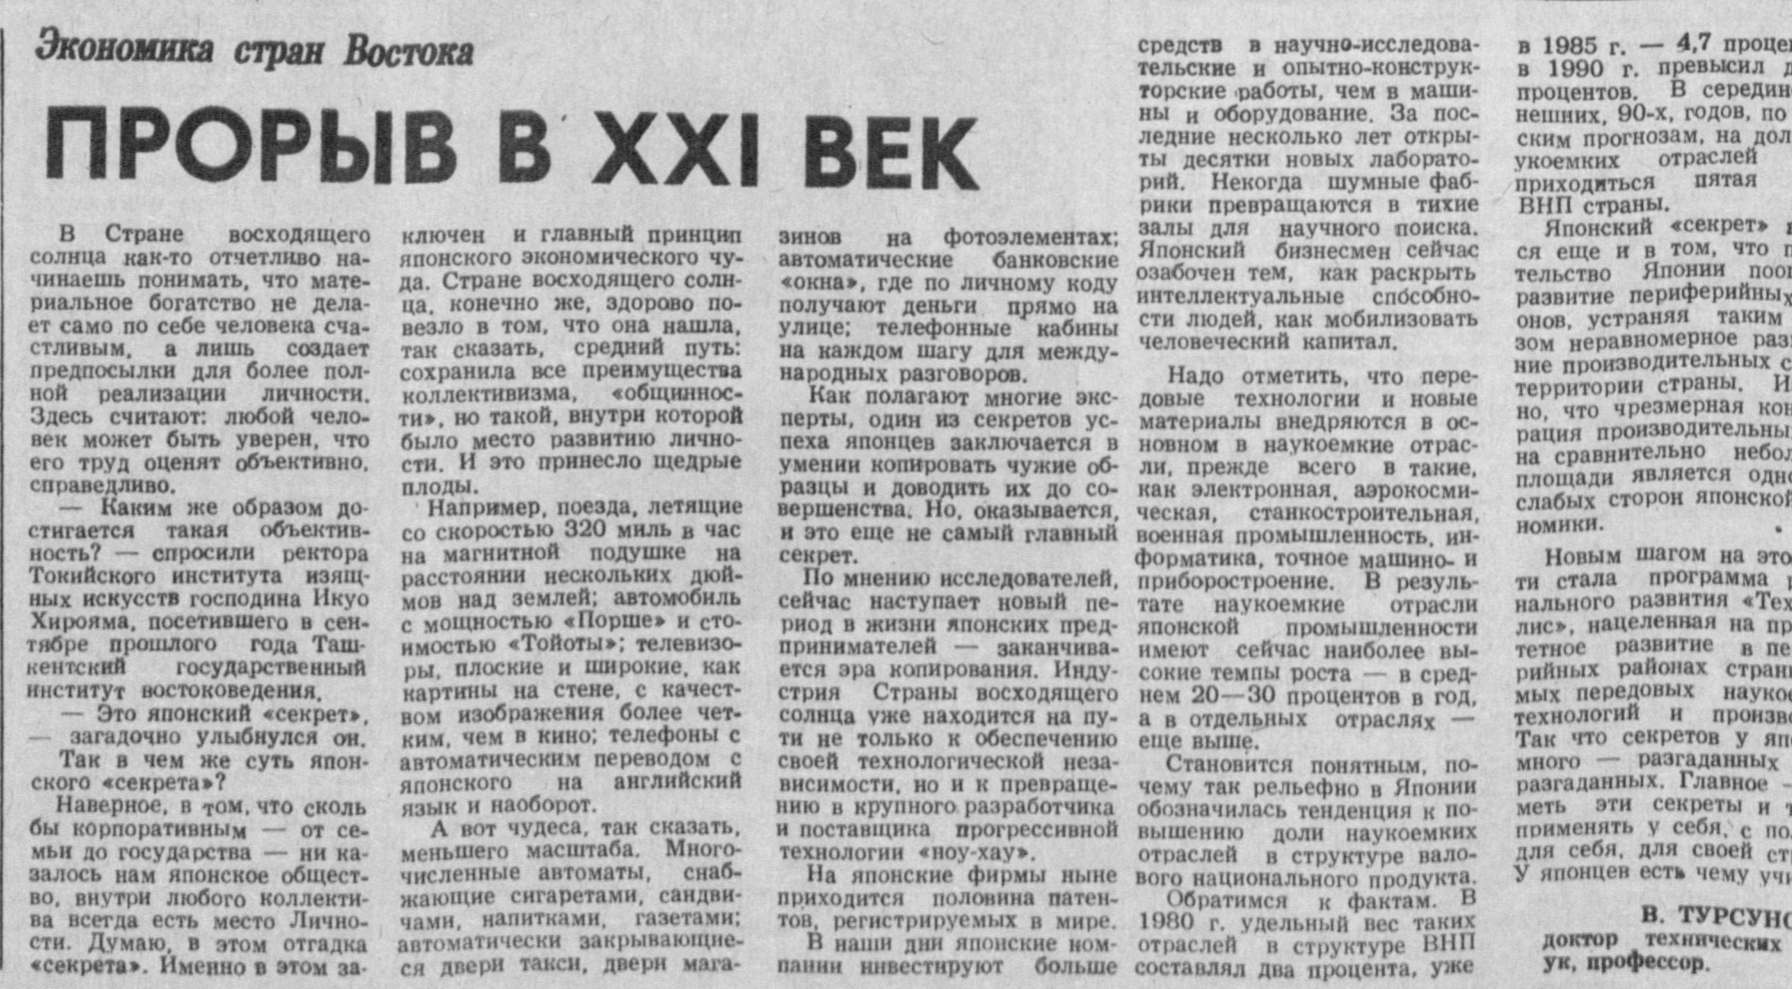 Экономика стран Востока
ПРОРЫВ В XXI ВЕК
В Стране восходящего
солнца как-то отчетливо на-
чинаешь понимать, что мате-
риальное богатство не дела-
ет само по себе человека сча-
стливым, а лишь создает
предпосылки для более пол-
ной реализации личности.
Здесь считают: любой чело-
век может быть уверен, что
его труд оценят объективно,
справедливо.
— Каким же образом до-
стигается такая объектив-
ность? — спросили ректора
Токийского института изящ-
ных искусств господина Икуо
Хирояма, посетившего в сен-
тябре прошлого года Таш-
кентский государственный
институт востоковедения.
— Это японский «секрет»,
— загадочно улыбнулся он.
Так в чем же суть япон-
ского «секрета»?
Наверное, в том, что сколь
бы корпоративным — от се-
мьи до государства — ни ка-
залось нам японское общест-
во, внутри любого коллекти-
ва всегда есть место Лично-
сти. Думаю, в этом отгадка
«секрета». Именно в этом за-
ключен и главный принцип
японского экономического чу-
да. Стране восходящего солн-
ца, конечно же, здорово по-
везло в том, что она нашла,
так сказать, средний путь:
сохранила все преимущества
коллективизма, «общиннос-
ти», но такой, внутри которой
было место развитию лично-
сти. И это принесло щедрые
плоды.
Например, поезда, летящие
со скоростью 320 миль в час
на магнитной подушке на
расстоянии нескольких дюй-
мов над землей; автомобиль
с мощностью «Порше» и сто-
имостью «Тойоты»; телевизо-
ры, плоские и широкие, как
картины на стене, с качест-
вом изображения более чет-
ким, чем в кино; телефоны с
автоматическим переводом с
японского на английский
язык и наоборот.
А вот чудеса, так сказать,
меньшего масштаба. Много-
численные автоматы, снаб-
жающие сигаретами, сандви-
чами, напитками, газетами;
автоматически закрывающие-
ся двери такси, двери мага-
зинов на фотоэлементах;
автоматические банковские
«окна», где по личному коду
получают деньги прямо на
улице; телефонные кабины
на каждом шагу для между-
народных разговоров.
Как полагают многие экс-
перты, один из секретов ус-
пеха японцев заключается в
умении копировать чужие об-
разцы и доводить их до со-
вершенства. Но, оказывается,
и это еще не самый главный
секрет.
По мнению исследователей,
сейчас наступает новый пе-
риод в жизни японских пред-
принимателей — заканчива-
ется эра копирования. Инду-
стрия Страны восходящего
солнца уже находится на пу-
ти не только к обеспечению
своей технологической неза-
висимости, но и к превраще-
нию в крупного разработчика
и поставщика прогрессивной
технологии «ноу-хау».
На японские фирмы ныне
приходится половина патен-
тов, регистрируемых в мире.
В наши дни японские ком-
пании инвестируют больше
средств в научно-исследова-
тельские и опытно-конструк-
торские работы, чем в маши-
ны и оборудование. За пос-
ледние несколько лет откры-
ты десятки новых лаборато-
рий. Некогда шумные фаб-
рики превращаются в тихие
залы для научного поиска.
Японский бизнесмен сейчас
озабочен тем, как раскрыть
интеллектуальные способно-
сти людей, как мобилизовать
человеческий капитал.
Надо отметить, что пере-
довые технологии и новые
материалы внедряются в ос-
новном в наукоемкие отрас-
ли, прежде всего в такие,
как электронная, аэрокосми-
ческая, станкостроительная,
военная промышленность, ин-
форматика, точное машино- и
приборостроение. В резуль-
тате наукоемкие отрасли
японской промышленности
имеют сейчас наиболее вы-
сокие темпы роста — в сред-
нем 20—30 процентов в год,
а в отдельных отраслях —
еще выше.
Становится понятным, по-
чему так рельефно в Японии
обозначилась тенденция к по-
вышению доли наукоемких
отраслей в структуре вало-
вого национального продукта.
Обратимся к фактам. В
1980 г. удельный вес таких
отраслей в структуре ВНП
составлял два процента, уже
в 1985 г. — 4,7 процен
в 1990 г. превысил д
процентов. В середин
нешних, 90-х, годов, по
ским прогнозам, на дол
укоемких отраслей
приходиться пятая
ВНП страны.
Японский «секрет»
ся еще и в том, что п
тельство Японии поо
развитие периферийных
онов, устраняя таким
зом неравномерное раз
ние производительных с
территории страны. И
но, что чрезмерная кон
рация производительны
на сравнительно небол
площади является одн
слабых сторон японской
номики.
Новым шагом на это
ти стала программа
нального развития «Тех
лис», нацеленная на пр
тетное развитие в пе
рийных районах стран
мых передовых наукое
технологий и произв
Так что секретов у яп
много — разгаданных
разгаданных. Главное —
меть эти секреты и т
применять у себя, с по
для себя, для своей ст
У японцев есть чему учи
В. ТУРСУНО
доктор технических
ук, профессор.